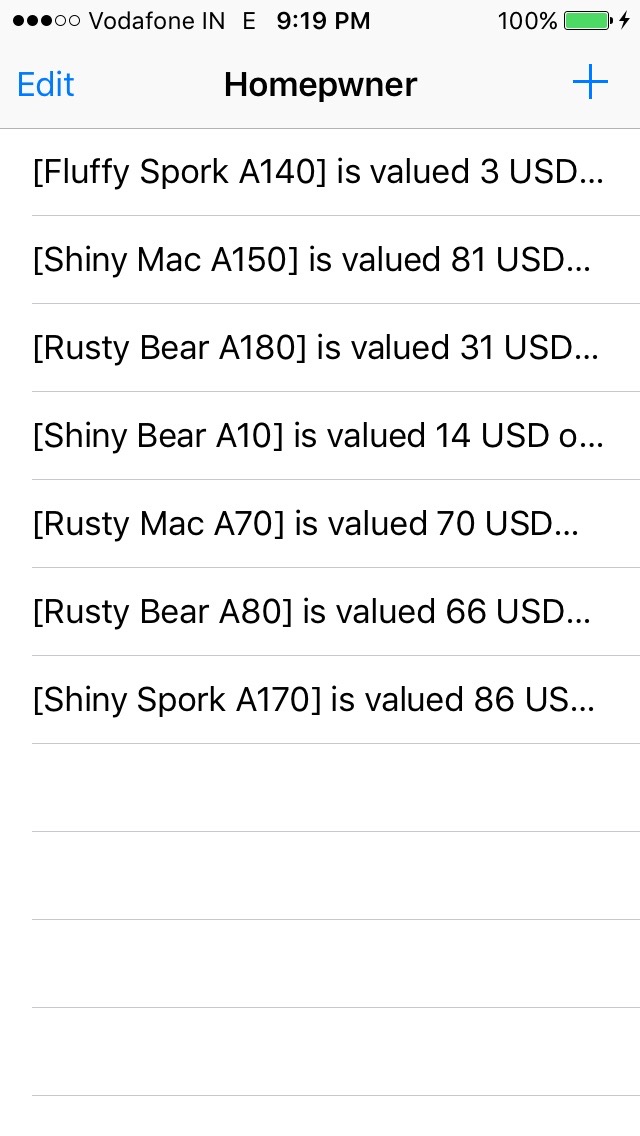 Vodafone IN E 9:19 PM 100%
Edit Homepwner +
[Fluffy Spork A140] is valued 3 USD...
[Shiny Mac A150] is valued 81 USD...
[Rusty Bear A180] is valued 31 USD...
[Shiny Bear A10] is valued 14 USD o...
[Rusty Mac A70] is valued 70 USD...
[Rusty Bear A80] is valued 66 USD...
[Shiny Spork A170] is valued 86 US...